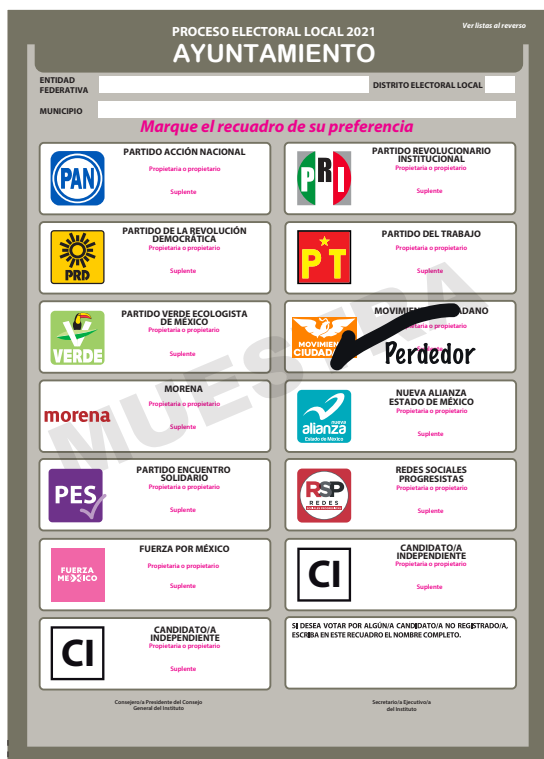 Ver listas al reverso
PROCESO ELECTORAL LOCAL 2021
AYUNTAMIENTO
ENTIDAD
FEDERATIVA
DISTRITO ELECTORAL LOCAL
MUNICIPIO
Marque el recuadro de su preferencia
PAN
PARTIDO ACCIÓN NACIONAL
Propietaria o propietario
Suplente
PRI
PARTIDO REVOLUCIONARIO
INSTITUCIONAL
Propietaria o propietario
Suplente
PRD
PARTIDO DE LA REVOLUCIÓN
DEMOCRÁTICA
Propietaria o propietario
Suplente
PT
PARTIDO DEL TRABAJO
Propietaria o propietario
Suplente
VERDE
PARTIDO VERDE ECOLOGISTA
DE MÉXICO
Propietaria o propietario
Suplente
MOVIMIENTO
CIUDADANO
MOVIMIENTO CIUDADANO
Propietaria o propietario
Perdedor
morena
MORENA
Propietaria o propietario
Suplente
nueva
alianza
Estado de México
NUEVA ALIANZA
ESTADO DE MÉXICO
Propietaria o propietario
Suplente
PES
PARTIDO ENCUENTRO
SOLIDARIO
Propietaria o propietario
Suplente
RSP
REDES
REDES SOCIALES
PROGRESISTAS
Propietaria o propietario
Suplente
FUERZA
MEXICO
FUERZA POR MÉXICO
Propietaria o propietario
Suplente
CI
CANDIDATO/A
INDEPENDIENTE
Propietaria o propietario
Suplente
CI
CANDIDATO/A
INDEPENDIENTE
Propietaria o propietario
Suplente
SI DESEA VOTAR POR ALGÚN/A CANDIDATO/A NO REGISTRADO/A,
ESCRIBA EN ESTE RECUADRO EL NOMBRE COMPLETO.
MUESTRA
Consejero/a Presidente del Consejo
General del Instituto
Secretario/a Ejecutivo/a
del Instituto